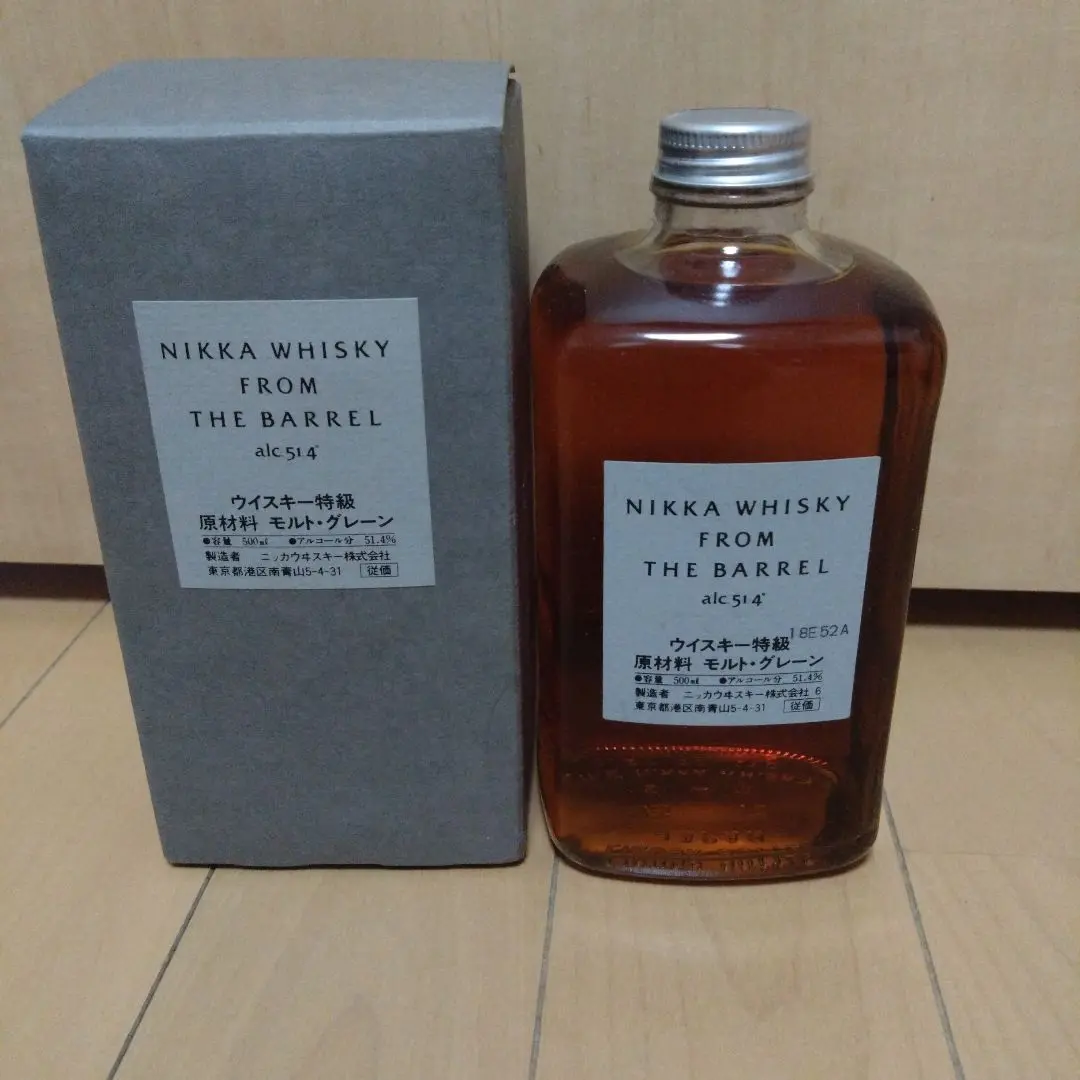 NIKKA WHISKY
FROM
THE BARREL
alc.51.4°
ウイスキー特級
原材料 モルト・グレーン
●容量 500㎖ ●アルコール分 51.4%
製造者 ニッカウヰスキー株式会社
東京都港区南青山5-4-31 従価
NIKKA WHISKY
FROM
THE BARREL
alc 51.4°
18E52A
ウイスキー特級
原材料 モルト・グレーン
●容量 500㎖ ●アルコール分 51.4%
製造者 ニッカウヰスキー株式会社 6
東京都港区南青山5-4-31 従価